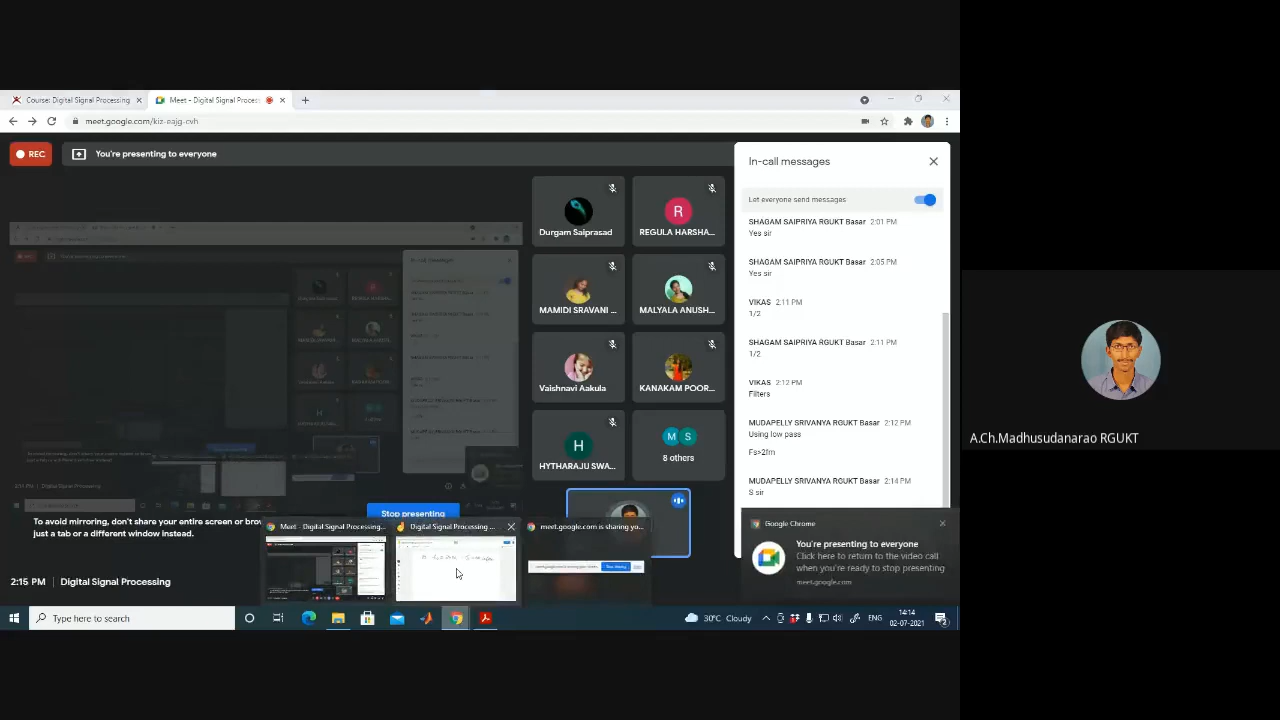 Course: Digital Signal Processing
Meet - Digital Signal Proces
meet.google.com/kiz-eajg-cvh
REC
You're presenting to everyone
In-call messages
Let everyone send messages
SHAGAM SAIPRIYA RGUKT Basar 2:01 PM
Yes sir
SHAGAM SAIPRIYA RGUKT Basar 2:05 PM
Yes sir
VIKAS 2:11 PM
1/2
SHAGAM SAIPRIYA RGUKT Basar 2:11 PM
1/2
VIKAS 2:12 PM
Filters
MUDAPELLY SRIVANYA RGUKT Basar 2:12 PM
Using low pass
Fs>2fm
MUDAPELLY SRIVANYA RGUKT Basar 2:14 PM
S sir
Durgam Saiprasad
REGULA HARSHA...
MAMIDI SRAVANI ...
MALYALA ANUSH...
Vaishnavi Aakula
KANAKAM POOR...
H
HYTHARAJU SWA...
M S
8 others
R
Stop presenting
To avoid mirroring, don't share your entire screen or brow
just a tab or a different window instead.
Meet - Digital Signal Processing...
Digital Signal Processing ...
meet.google.com is sharing yo...
Google Chrome
You're presenting to everyone
Click here to return to the video call
when you're ready to stop presenting
meet.google.com
2:15 PM | Digital Signal Processing
Type here to search
30°C Cloudy
ENG
14:14
02-07-2021
A.Ch.Madhusudanarao RGUKT